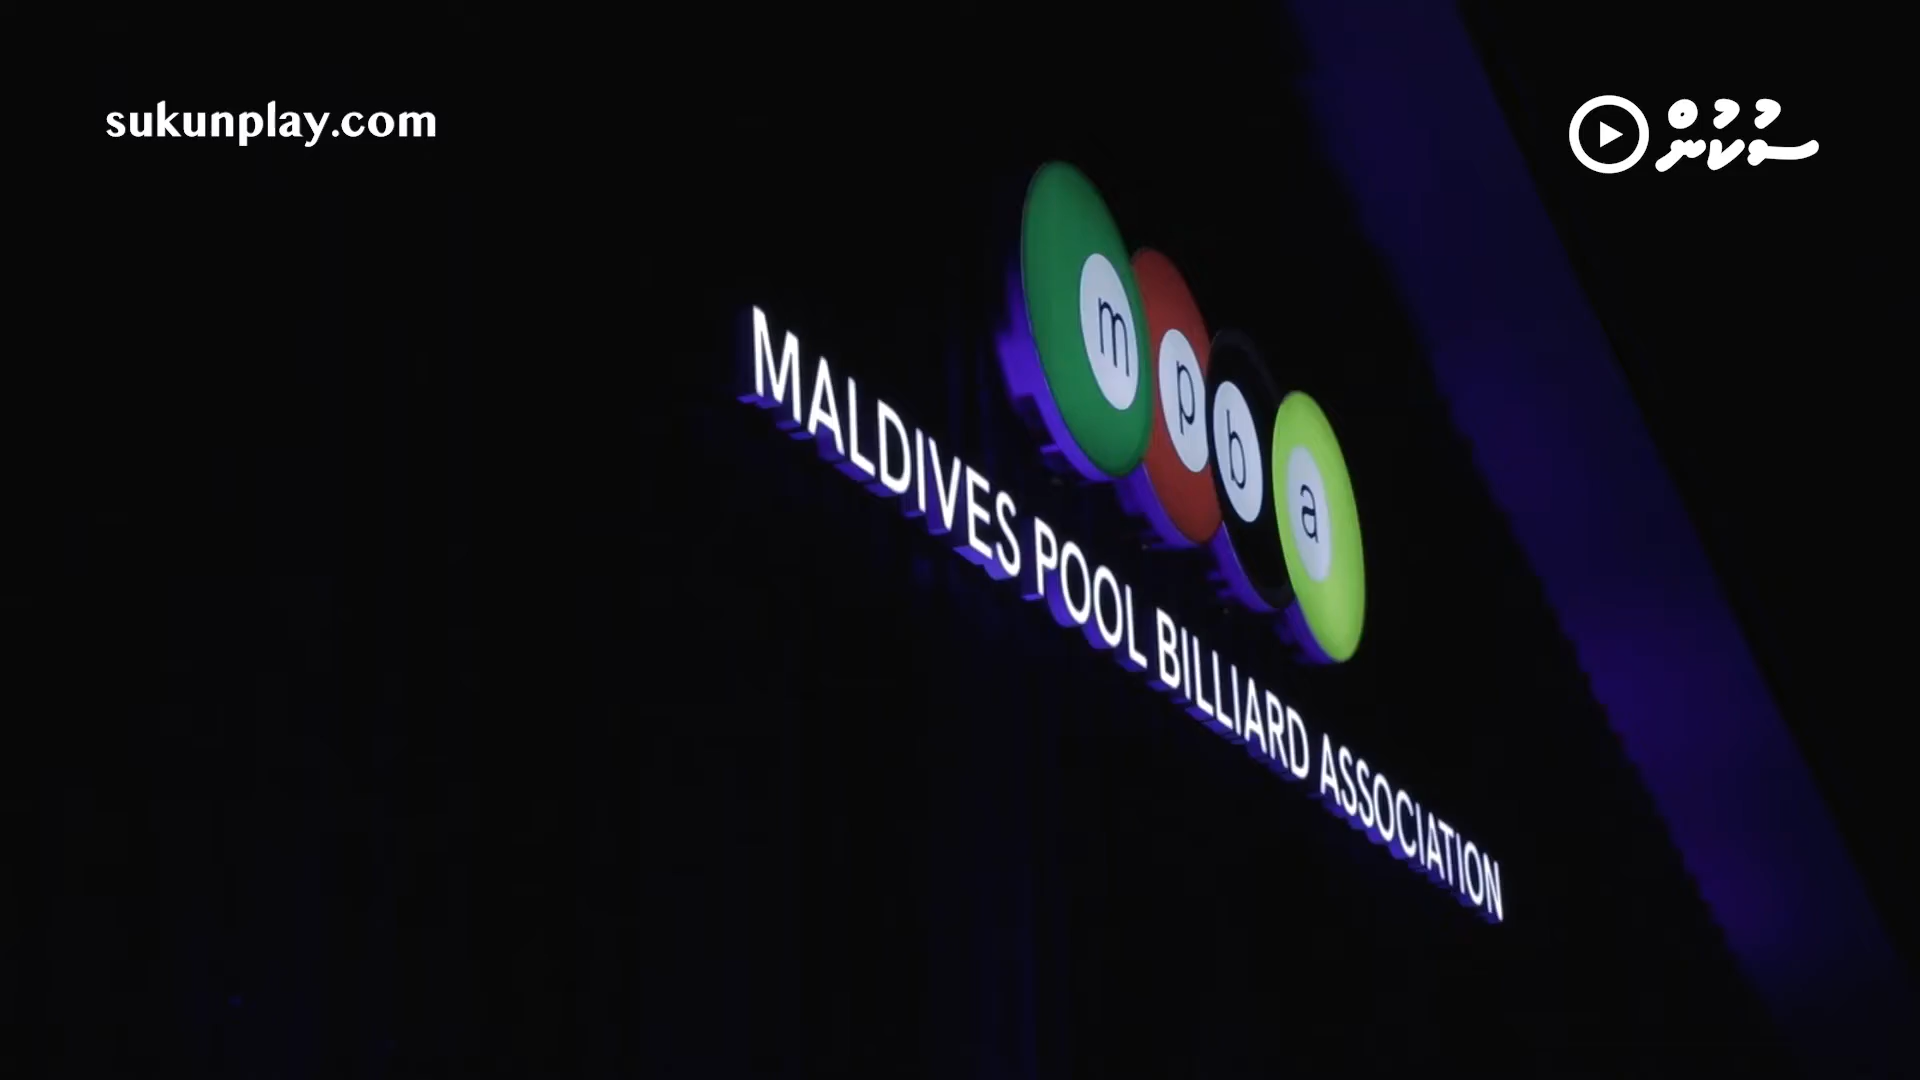 sukunplay.com
ސުކުން
m p b a
MALDIVES POOL BILLIARD ASSOCIATION